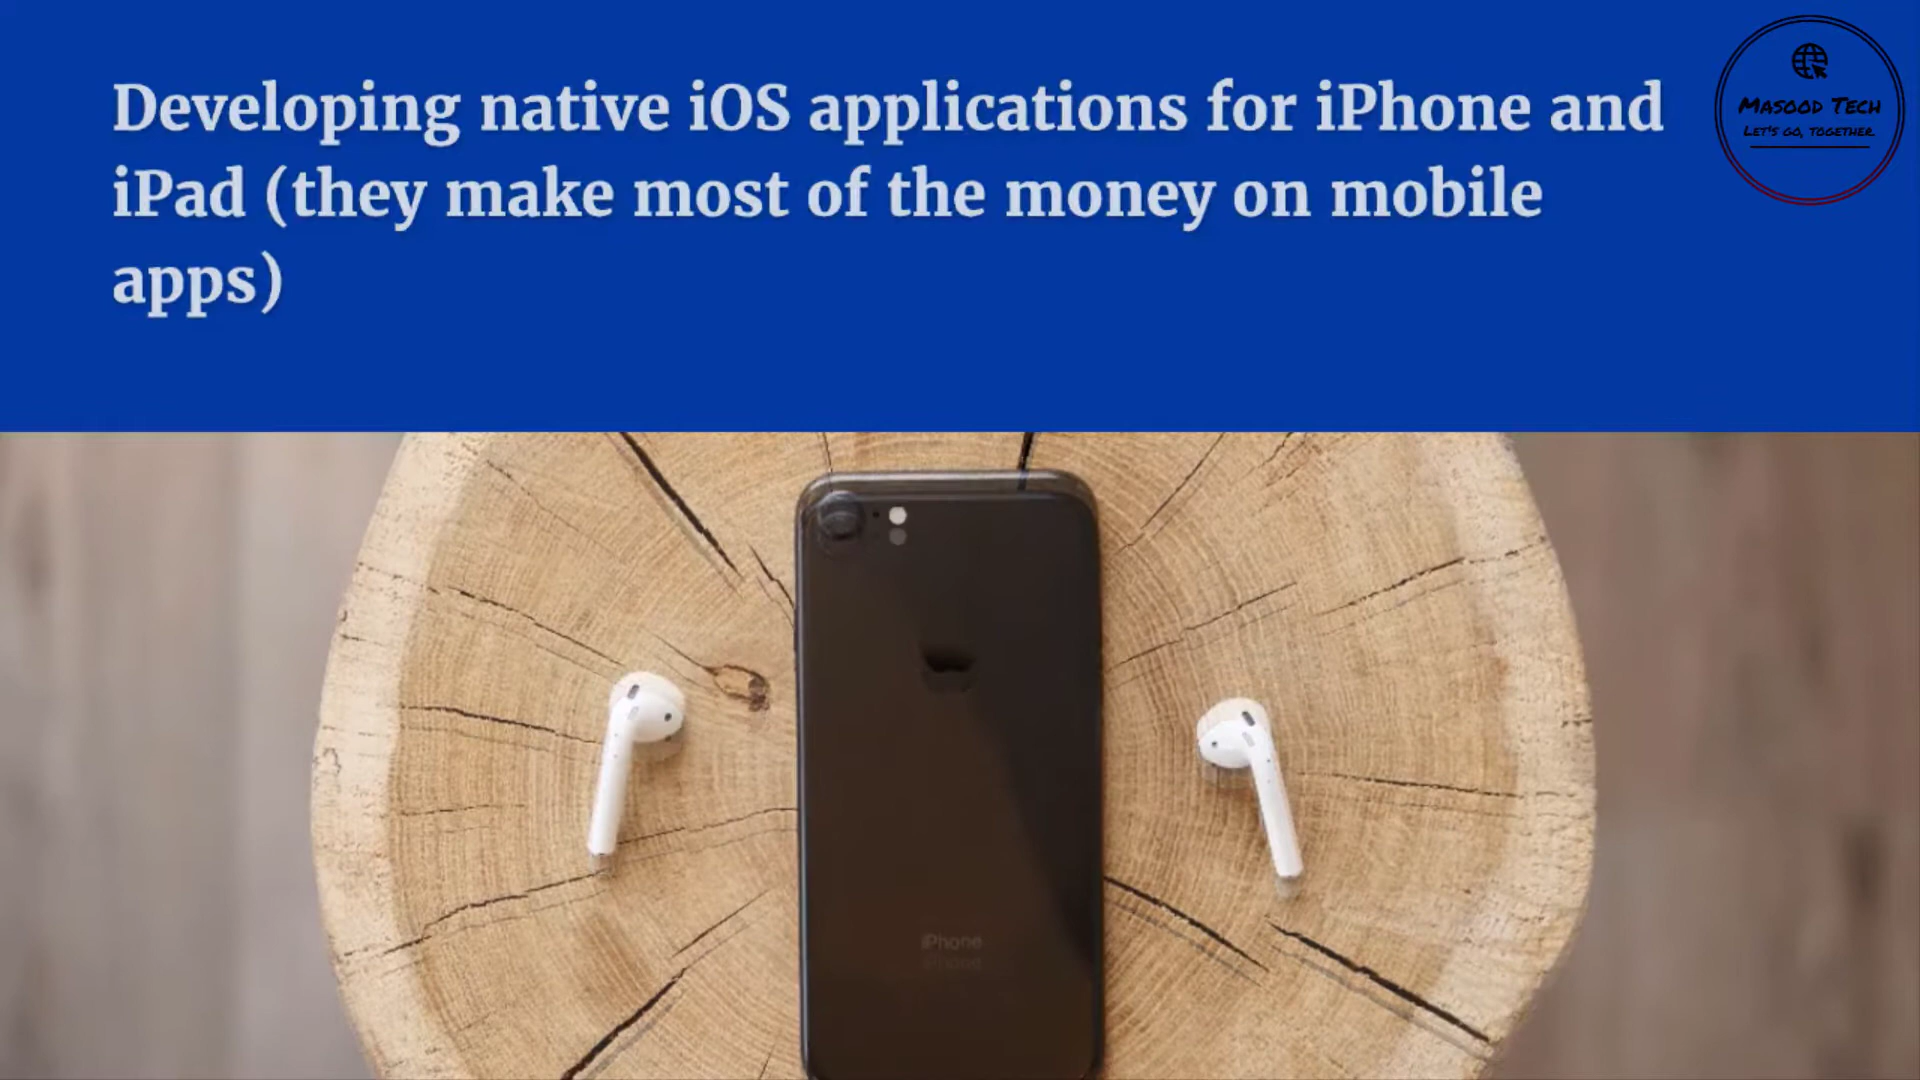 Developing native iOS applications for iPhone and
iPad (they make most of the money on mobile
apps)
MASOOD TECH
LET'S GO, TOGETHER.
iPhone
iPhone